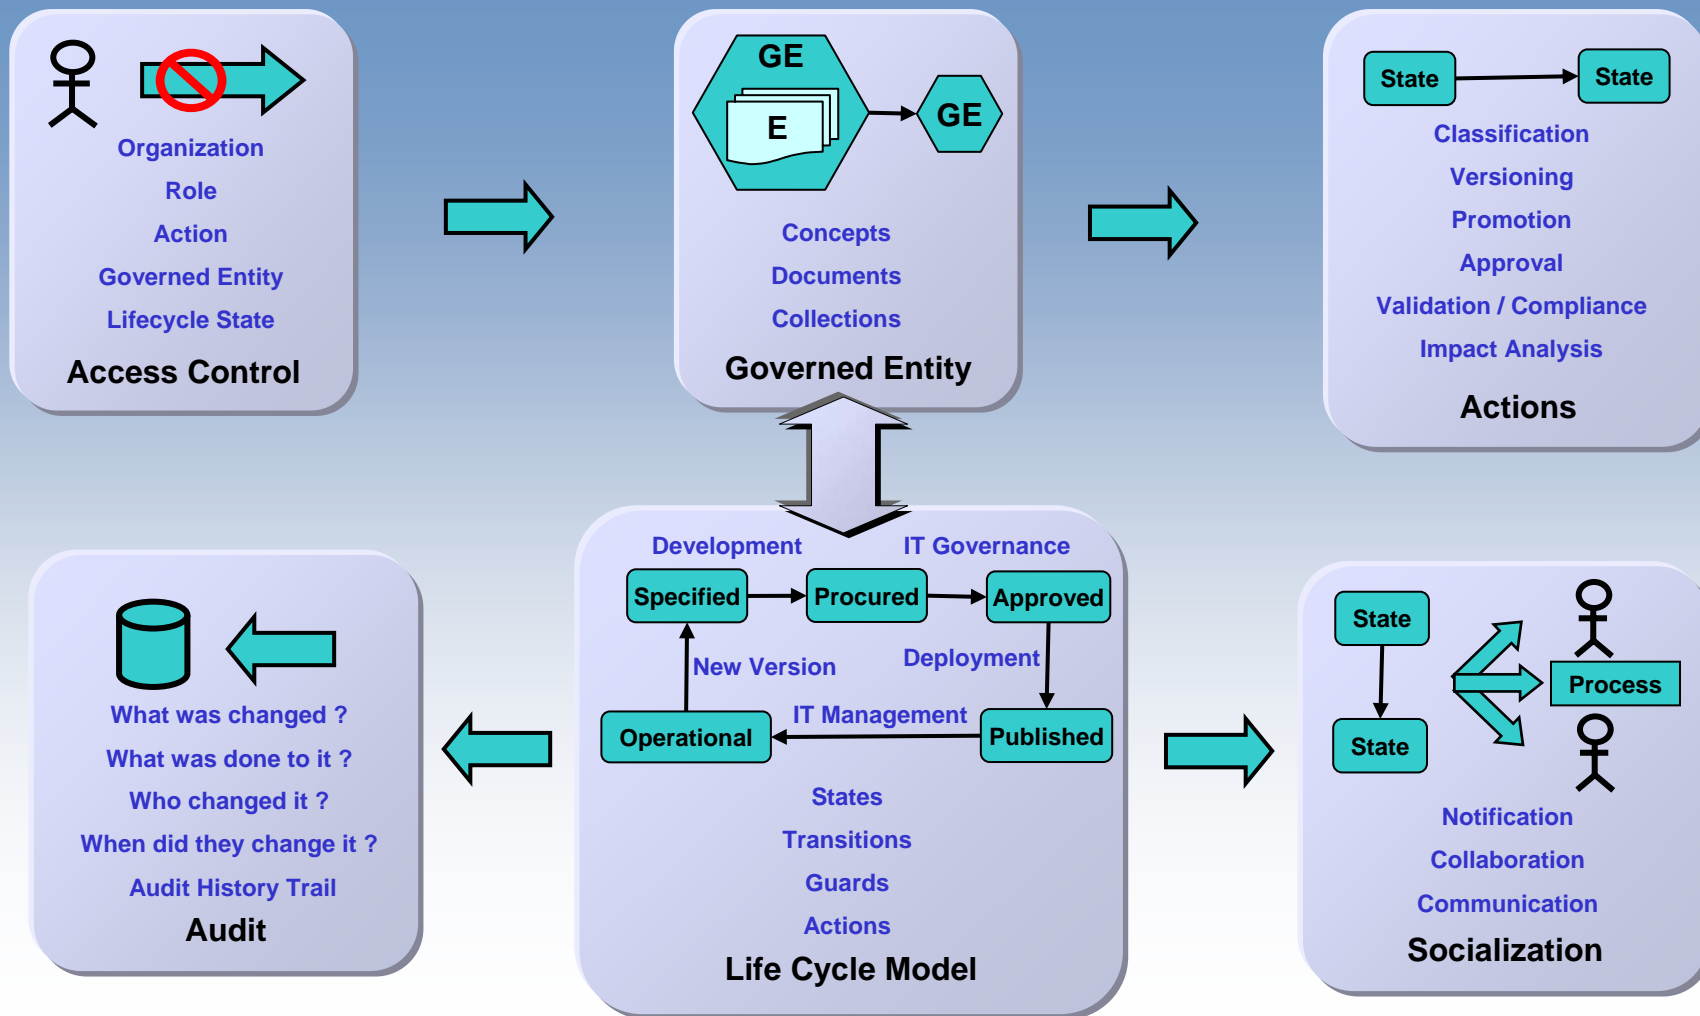 Organization
Role
Action
Governed Entity
Lifecycle State
Access Control
GE
E
GE
Concepts
Documents
Collections
Governed Entity
State
State
Classification
Versioning
Promotion
Approval
Validation / Compliance
Impact Analysis
Actions
What was changed ?
What was done to it ?
Who changed it ?
When did they change it ?
Audit History Trail
Audit
Development
IT Governance
Specified
Procured
Approved
New Version
Deployment
IT Management
Operational
Published
States
Transitions
Guards
Actions
Life Cycle Model
State
Process
State
Notification
Collaboration
Communication
Socialization